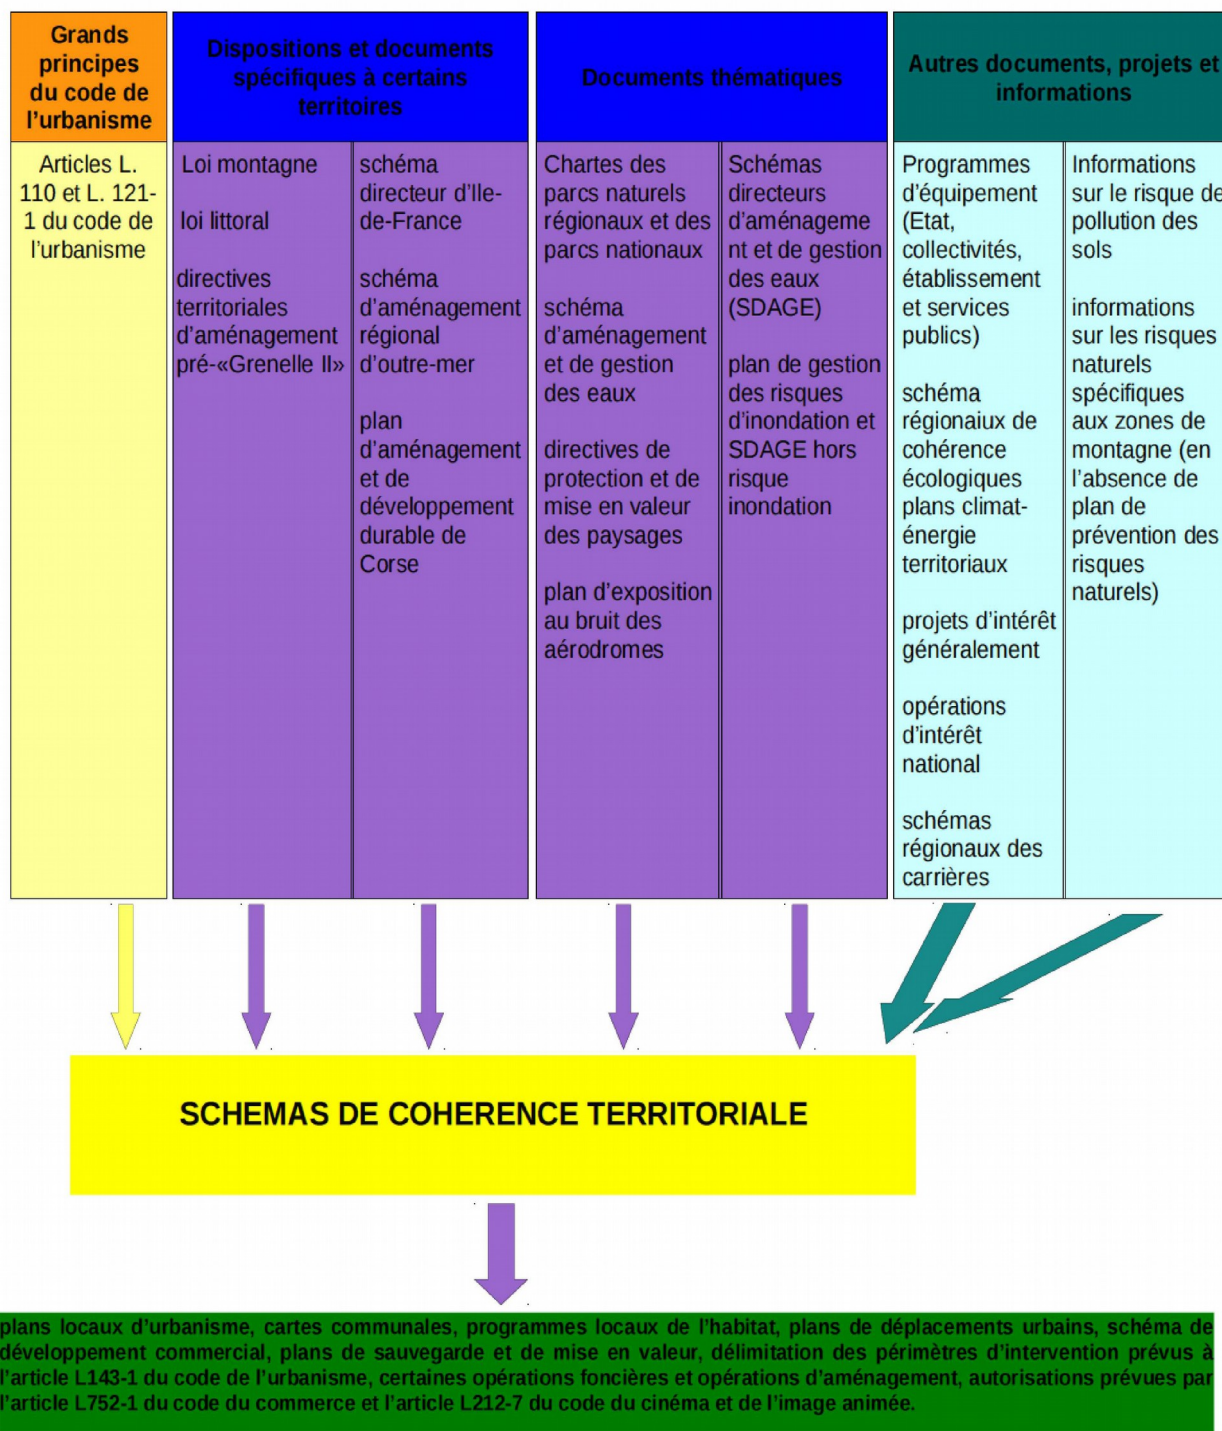 Grands
principes
du code de
l’urbanisme
Articles L.
110 et L. 121-
1 du code de
l’urbanisme
Dispositions et documents
spécifiques à certains
territoires
Loi montagne
loi littoral
directives
territoriales
d’aménagement
pré-«Grenelle II»
schéma
directeur d’Ile-
de-France
schéma
d’aménagement
régional
d’outre-mer
plan
d’aménagement
et de
développement
durable de
Corse
Documents thématiques
Chartes des
parcs naturels
régionaux et des
parcs nationaux
schéma
d’aménagement
et de gestion
des eaux
directives de
protection et de
mise en valeur
des paysages
plan d’exposition
au bruit des
aérodromes
Schémas
directeurs
d’aménageme
nt et de gestion
des eaux
(SDAGE)
plan de gestion
des risques
d’inondation et
SDAGE hors
risque
inondation
Autres documents, projets et
informations
Programmes
d’équipement
(Etat,
collectivités,
établissement
et services
publics)
schéma
régionaiux de
cohérence
écologiques
plans climat-
énergie
territoriaux
projets d’intérêt
généralement
opérations
d’intérêt
national
schémas
régionaux des
carrières
Informations
sur le risque de
pollution des
sols
informations
sur les risques
naturels
spécifiques
aux zones de
montagne (en
l’absence de
plan de
prévention des
risques
naturels)
SCHEMAS DE COHERENCE TERRITORIALE
plans locaux d’urbanisme, cartes communales, programmes locaux de l’habitat, plans de déplacements urbains, schéma de
développement commercial, plans de sauvegarde et de mise en valeur, délimitation des périmètres d’intervention prévus à
l’article L143-1 du code de l’urbanisme, certaines opérations foncières et opérations d’aménagement, autorisations prévues par
l’article L752-1 du code du commerce et l’article L212-7 du code du cinéma et de l’image animée.